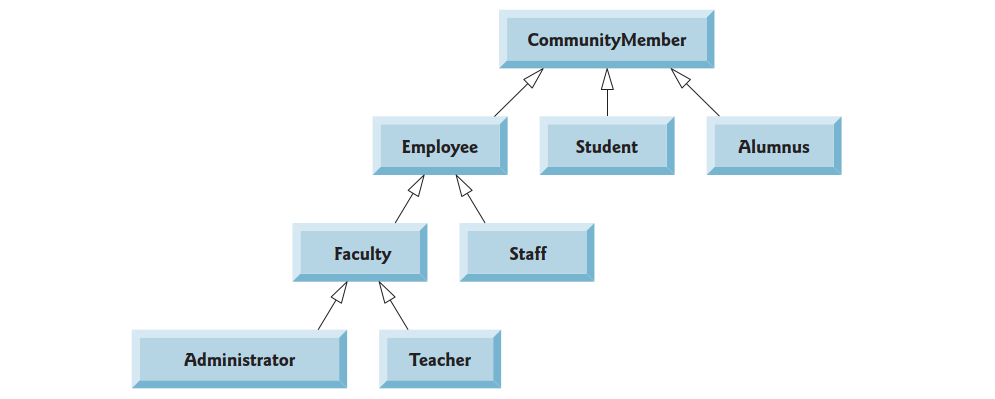 CommunityMember
Employee
Student
Alumnus
Faculty
Staff
Administrator
Teacher